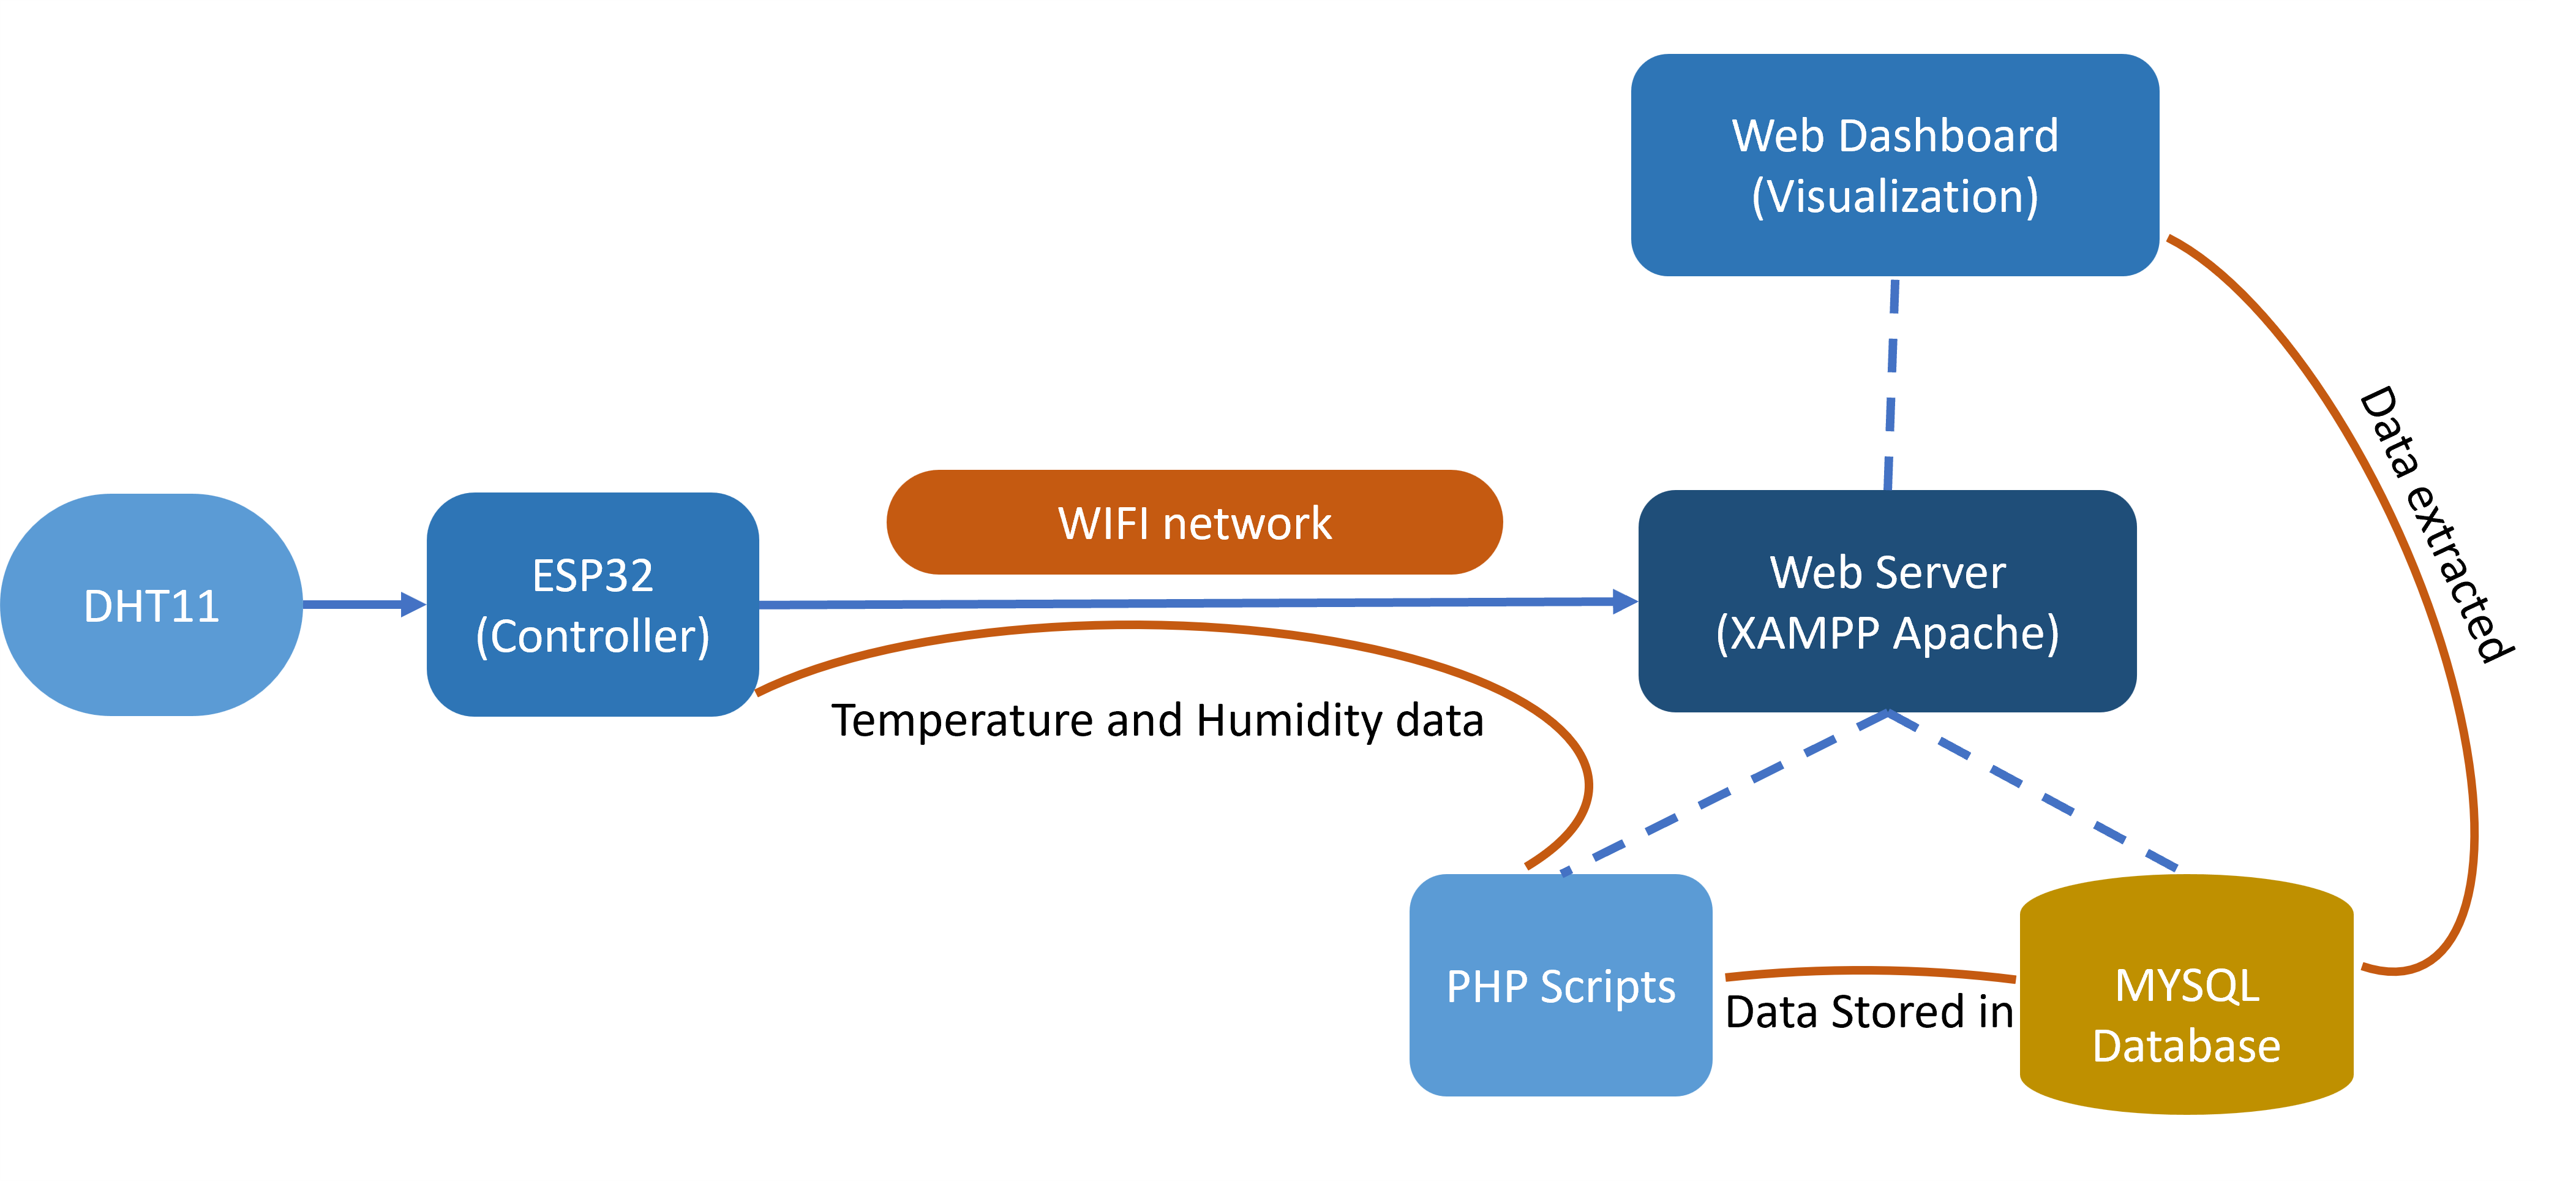 Web Dashboard
(Visualization)
Data extracted
WIFI network
DHT11
ESP32
(Controller)
Web Server
(XAMPP Apache)
Temperature and Humidity data
PHP Scripts
Data Stored in
MYSQL
Database